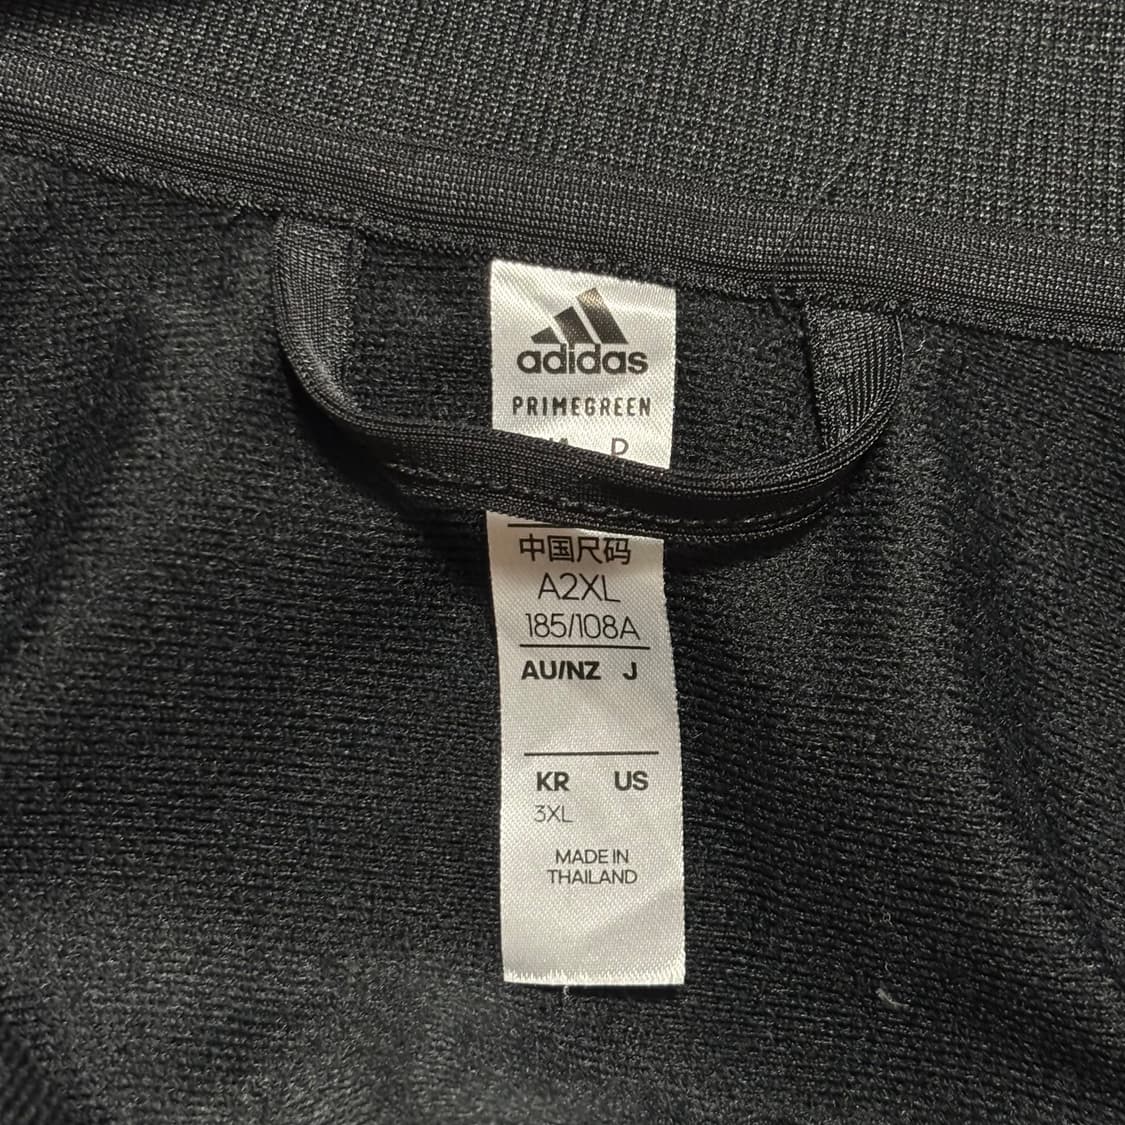 adidas
PRIMEGREEN
D
中国尺码
A2XL
185/108A
AU/NZ J
KR US
3XL
MADE IN
THAILAND